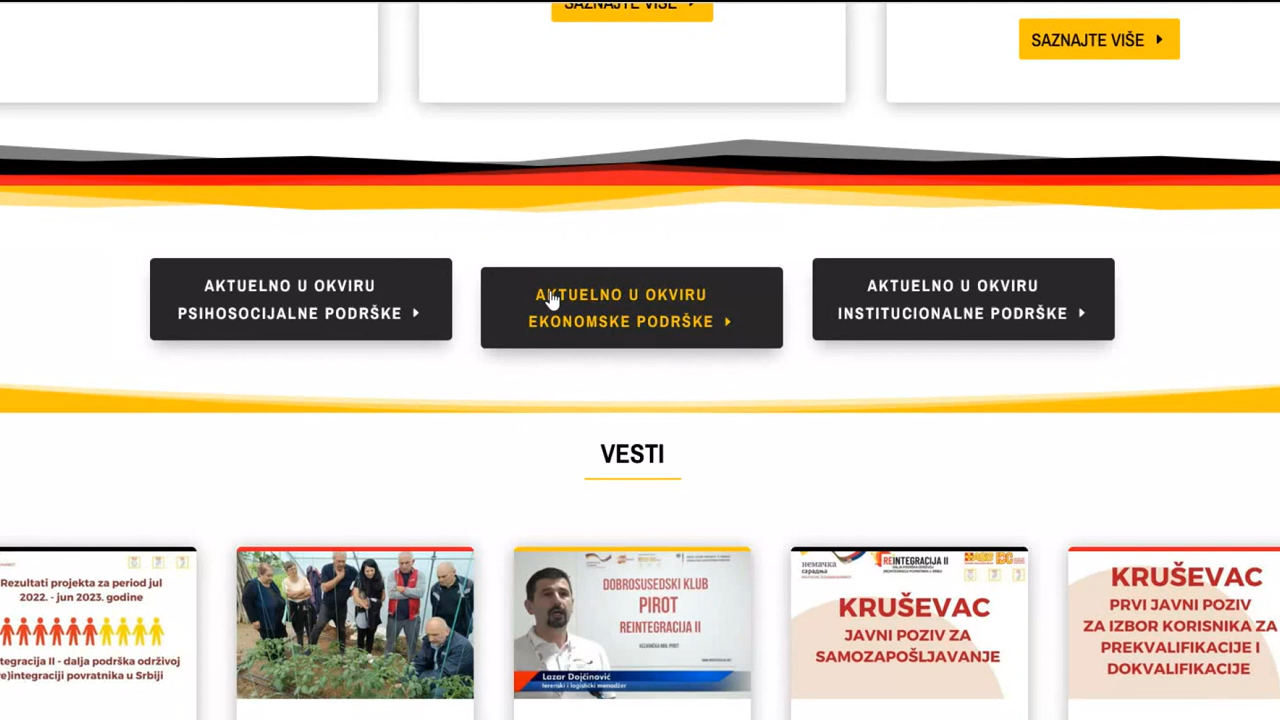 SAZNAJTE VIŠE
SAZNAJTE VIŠE
AKTUELNO U OKVIRU
PSIHOSOCIJALNE PODRŠKE
AKTUELNO U OKVIRU
EKONOMSKE PODRŠKE
AKTUELNO U OKVIRU
INSTITUCIONALNE PODRŠKE
VESTI
Rezultati projekta za period jul
2022. - jun 2023. godine
tegracija II - dalja podrška održivoj
e)integraciji povratnika u Srbiji
DOBROSUSEDSKI KLUB
PIROT
REINTEGRACIJA II
Lazar Dojčinović
terenski i logistički menadžer
немачка
сарадња
REINTEGRACIJA II
KRUŠEVAC
JAVNI POZIV ZA
SAMOZAPOŠLJAVANJE
KRUŠEVAC
PRVI JAVNI POZIV
ZA IZBOR KORISNIKA ZA
PREKVALIFIKACIJE I
DOKVALIFIKACIJE